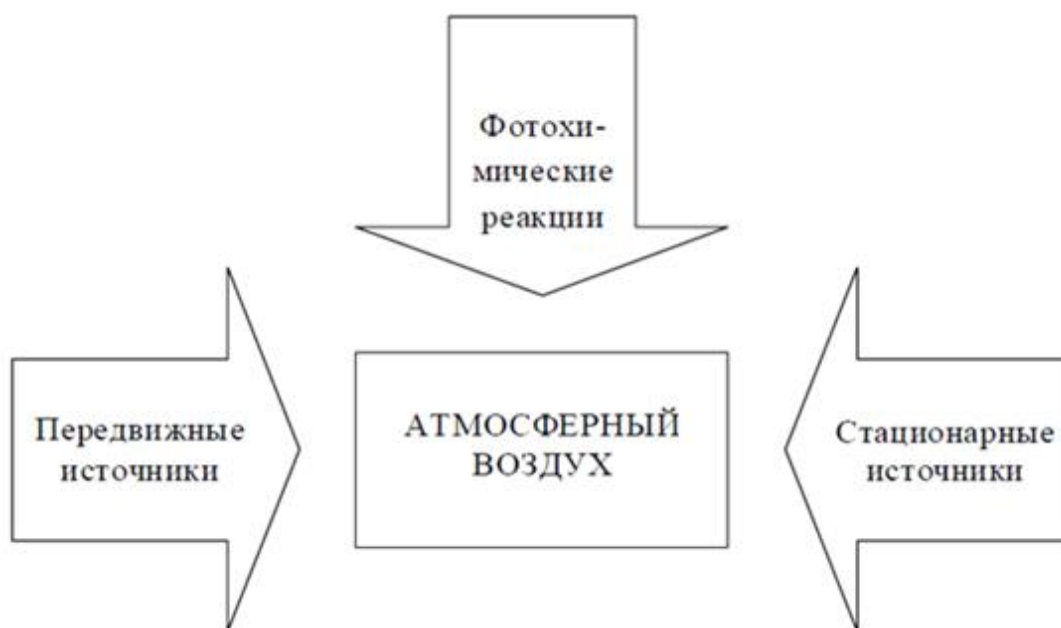 Фотохи-
мические
реакции
Передвижные
источники
АТМОСФЕРНЫЙ
ВОЗДУХ
Стационарные
источники